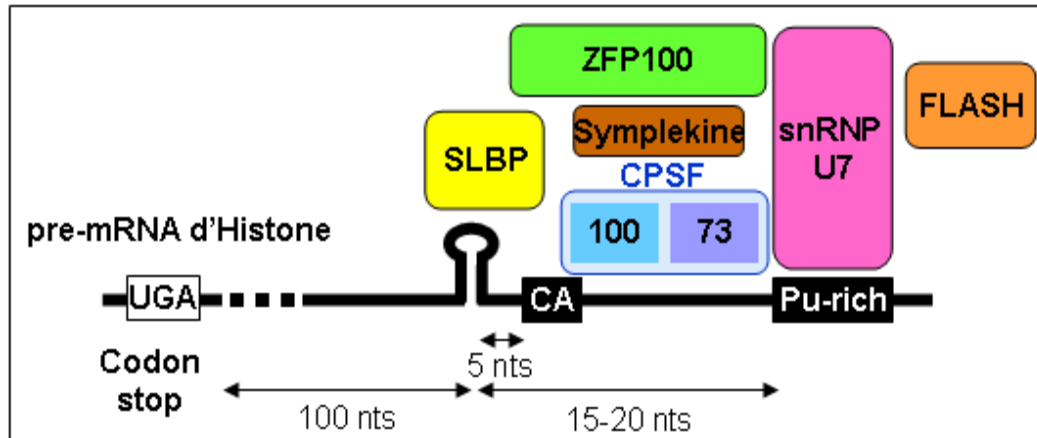 ZFP100
FLASH
Symplekine
snRNP
U7
SLBP
CPSF
100
73
pre-mRNA d'Histone
UGA
CA
Pu-rich
Codon
stop
5 nts
100 nts
15-20 nts